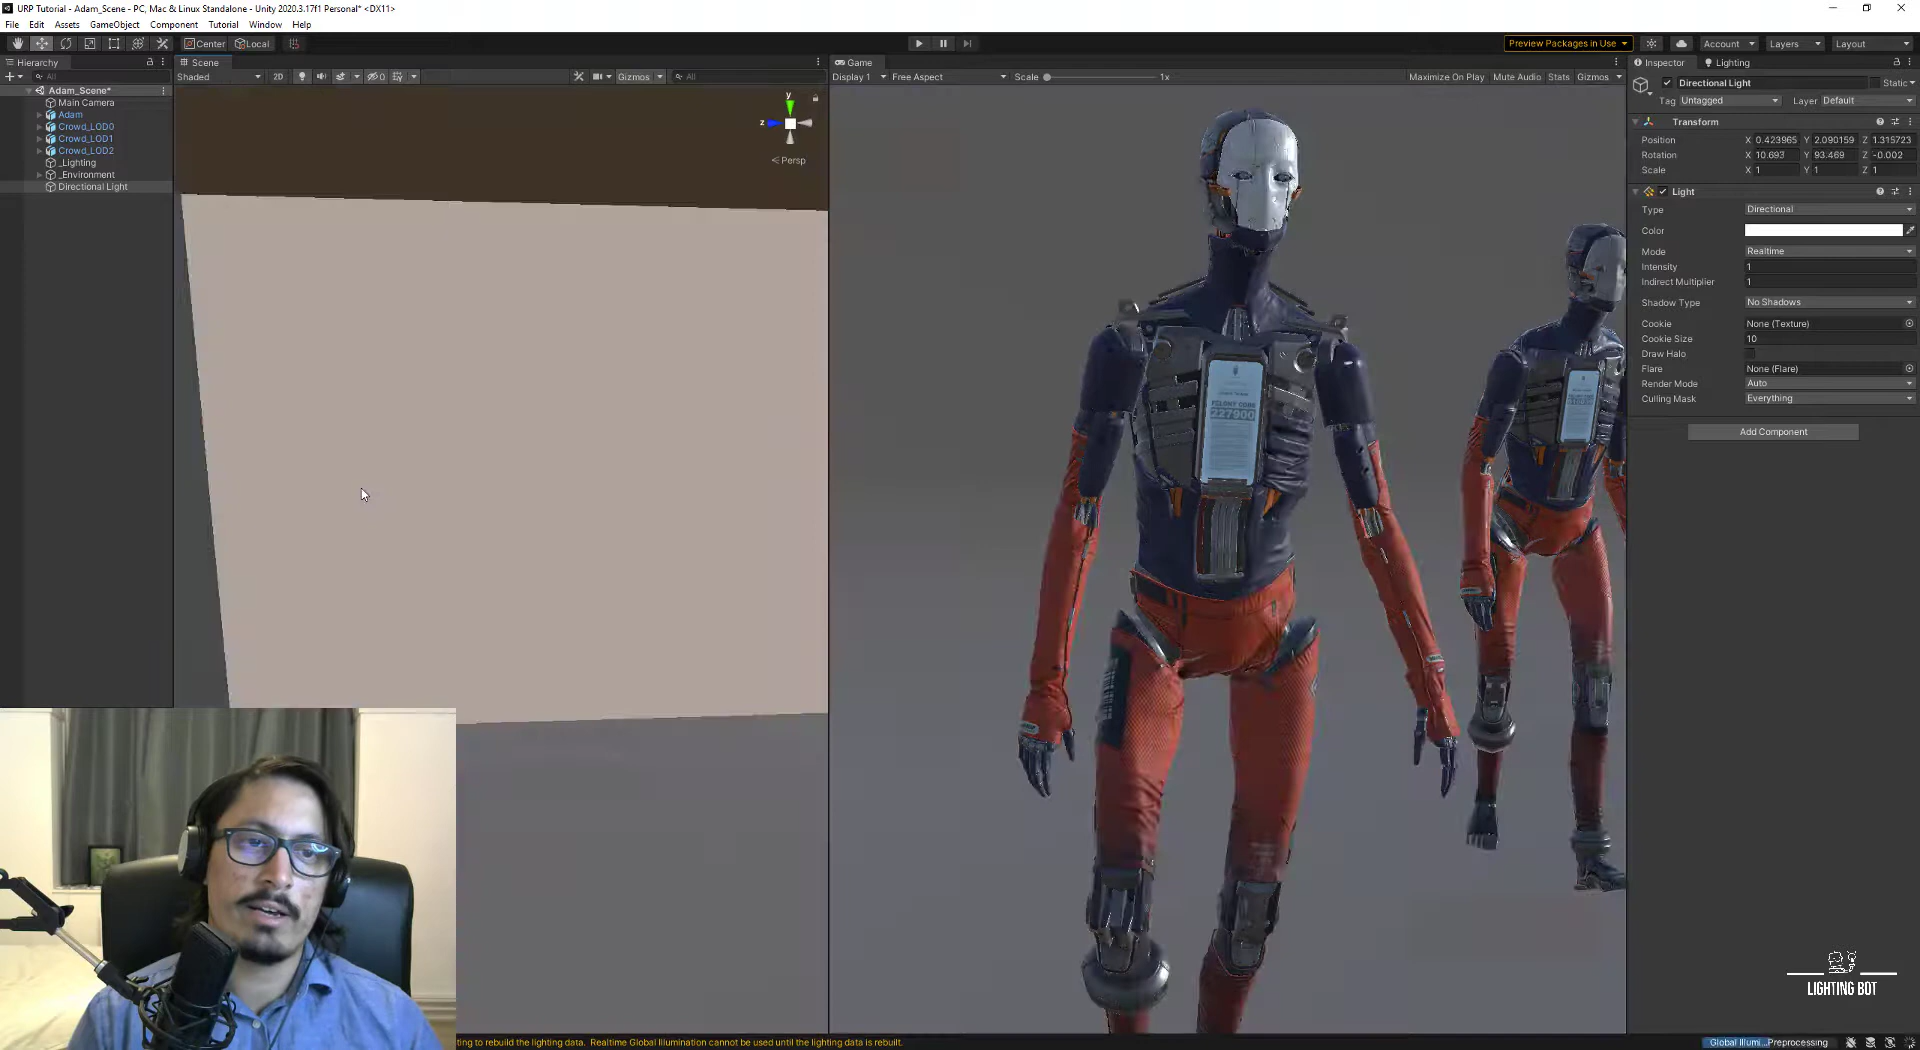 URP Tutorial - Adam_Scene - PC, Mac & Linux Standalone - Unity 2020.3.17f1 Personal* <DX11>
File Edit Assets GameObject Component Tutorial Window Help
Center Local
Preview Packages in Use Account Layers Layout
Hierarchy
All
Adam_Scene*
Main Camera
Adam
Crowd_LOD0
Crowd_LOD1
Crowd_LOD2
_Lighting
_Environment
Directional Light
Scene
Shaded 2D 0 Gizmos All
y
z
Persp
Game
Display 1 Free Aspect Scale 1x Maximize On Play Mute Audio Stats Gizmos
FELONY CODE
227900
Inspector Lighting
Directional Light Static
Tag Untagged Layer Default
Transform
Position X 0.423965 Y 2.090159 Z 1.315723
Rotation X 10.693 Y 93.469 Z -0.002
Scale X 1 Y 1 Z 1
Light
Type Directional
Color
Mode Realtime
Intensity 1
Indirect Multiplier 1
Shadow Type No Shadows
Cookie None (Texture)
Cookie Size 10
Draw Halo
Flare None (Flare)
Render Mode Auto
Culling Mask Everything
Add Component
LIGHTING BOT
ting to rebuild the lighting data. Realtime Global Illumination cannot be used until the lighting data is rebuilt.
Global Illumi...Preprocessing